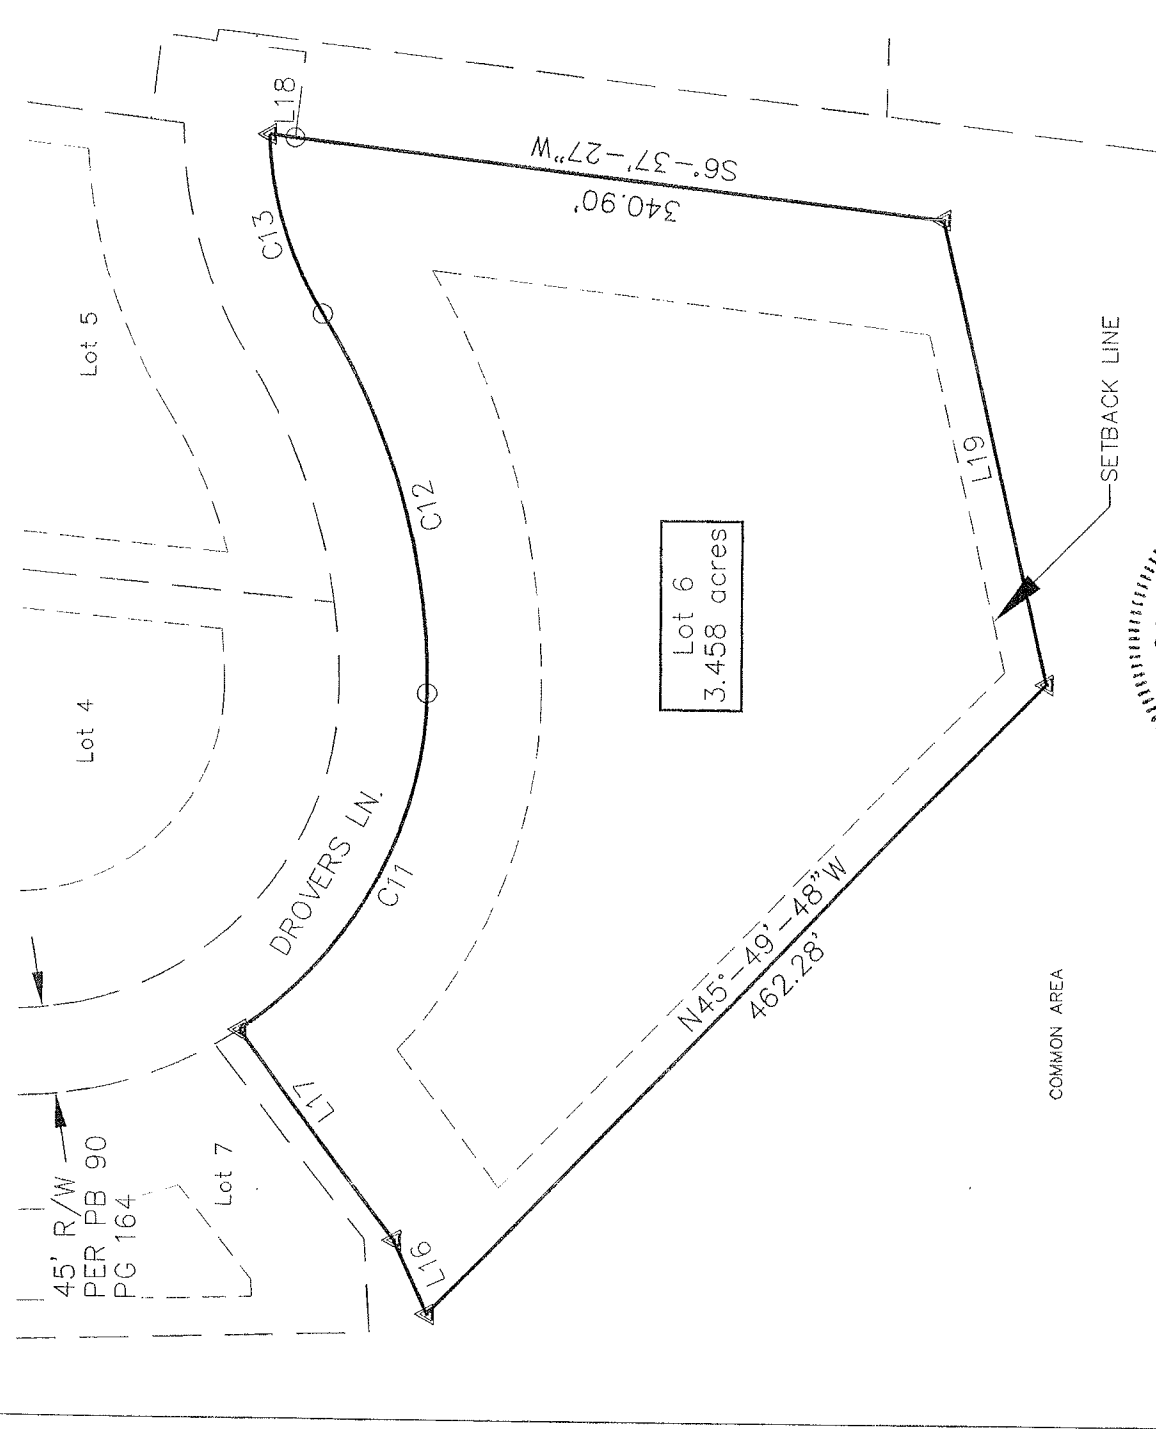 L18
C13
S6°-37'-27"W
340.90'
Lot 5
SETBACK LINE
L19
C12
Lot 6
3.458 acres
Lot 4
DROVERS LN.
C11
N45°-49'-48"W
462.28'
COMMON AREA
L17
Lot 7
45' R/W
PER PB 90
PG 164
L16